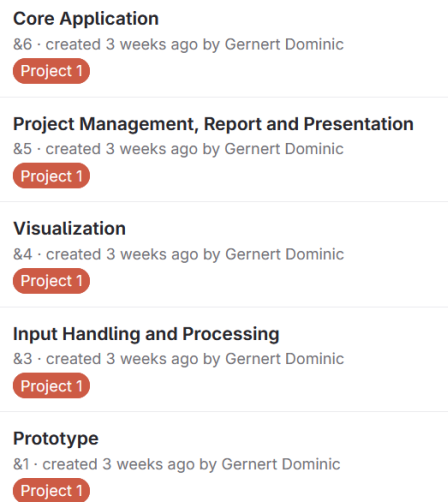 Core Application
&6 · created 3 weeks ago by Gernert Dominic
Project 1
Project Management, Report and Presentation
&5 · created 3 weeks ago by Gernert Dominic
Project 1
Visualization
&4 · created 3 weeks ago by Gernert Dominic
Project 1
Input Handling and Processing
&3 · created 3 weeks ago by Gernert Dominic
Project 1
Prototype
&1 · created 3 weeks ago by Gernert Dominic
Project 1